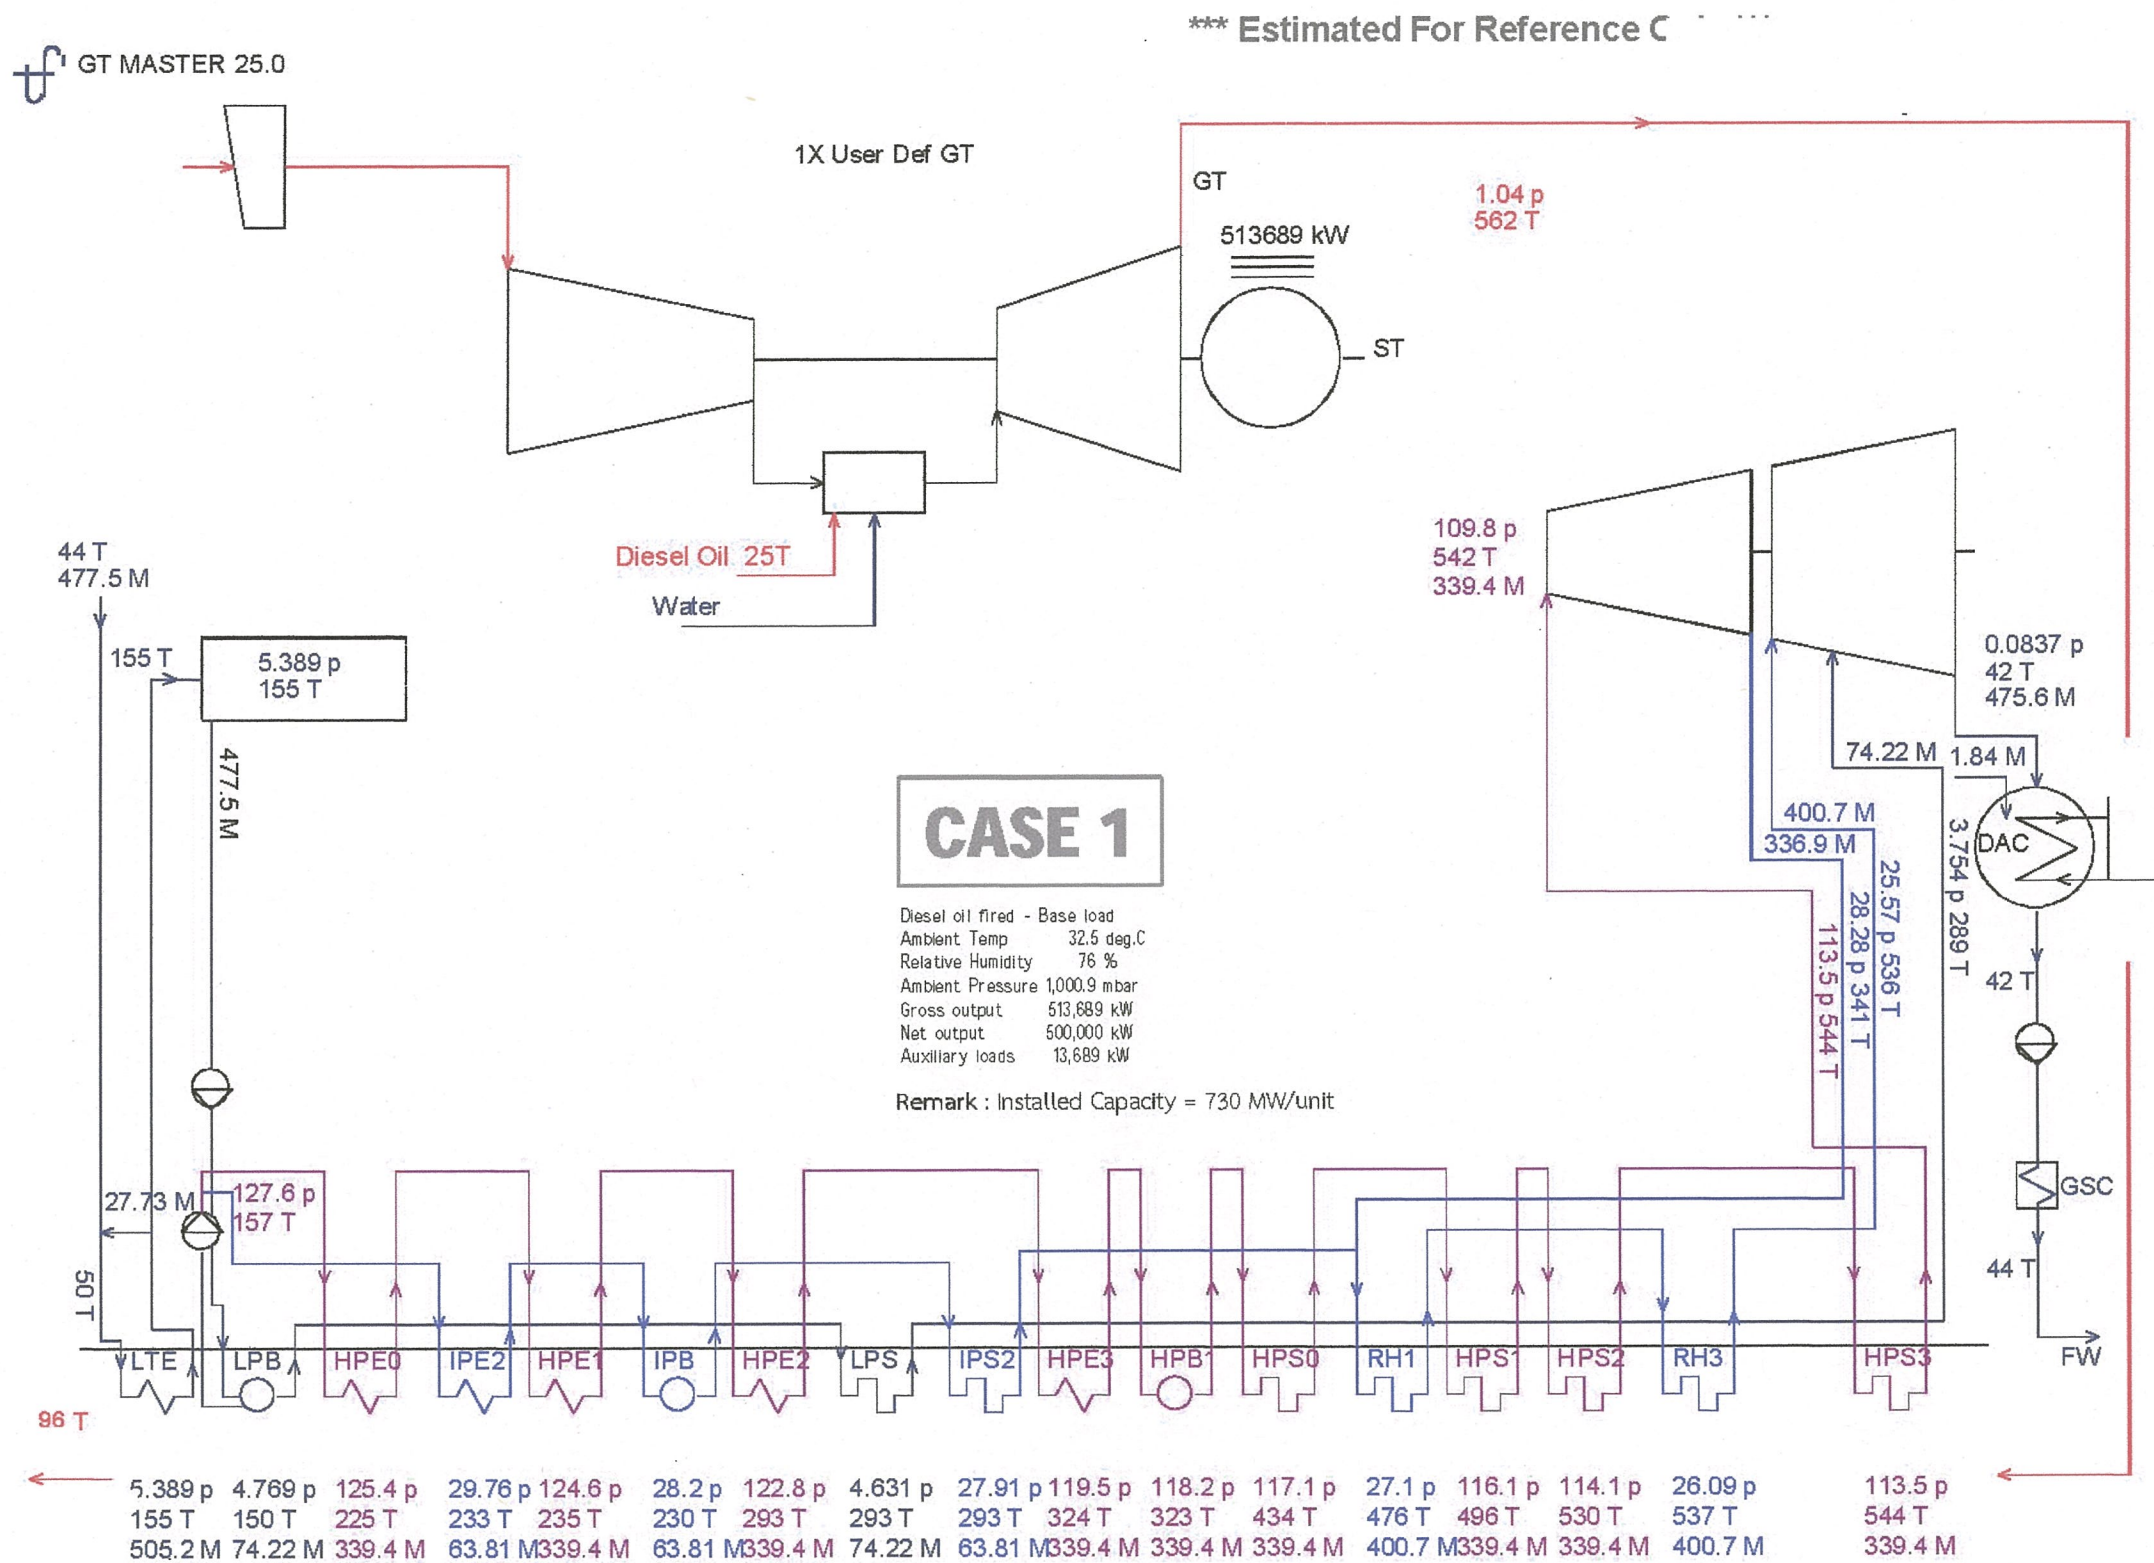 *** Estimated For Reference
GT MASTER 25.0
1X User Def GT
GT
1.04 p
562 T
513689 kW
ST
109.8 p
542 T
339.4 M
44 T
477.5 M
Diesel Oil 25T
Water
155 T
5.389 p
155 T
0.0837 p
42 T
475.6 M
477.5 M
74.22 M
1.84 M
CASE 1
400.7 M
336.9 M
DAC
3.754 p 289 T
25.57 p 536 T
28.28 p 341 T
113.5 p 544 T
Diesel oil fired - Base load
Ambient Temp 32.5 deg.C
Relative Humidity 76 %
Ambient Pressure 1,000.9 mbar
Gross output 513,689 kW
Net output 500,000 kW
Auxiliary loads 13,689 kW
42 T
Remark : Installed Capacity = 730 MW/unit
27.73 M
127.6 p
157 T
GSC
50 T
44 T
FW
LTE LPB HPE0 IPE2 HPE1 IPB HPE2 LPS IPS2 HPE3 HPB1 HPS0 RH1 HPS1 HPS2 RH3 HPS3
96 T
5.389 p 4.769 p 125.4 p 29.76 p 124.6 p 28.2 p 122.8 p 4.631 p 27.91 p 119.5 p 118.2 p 117.1 p 27.1 p 116.1 p 114.1 p 26.09 p 113.5 p
155 T 150 T 225 T 233 T 235 T 230 T 293 T 293 T 293 T 324 T 323 T 434 T 476 T 496 T 530 T 537 T 544 T
505.2 M 74.22 M 339.4 M 63.81 M 339.4 M 63.81 M 339.4 M 74.22 M 63.81 M 339.4 M 339.4 M 339.4 M 400.7 M 339.4 M 339.4 M 400.7 M 339.4 M